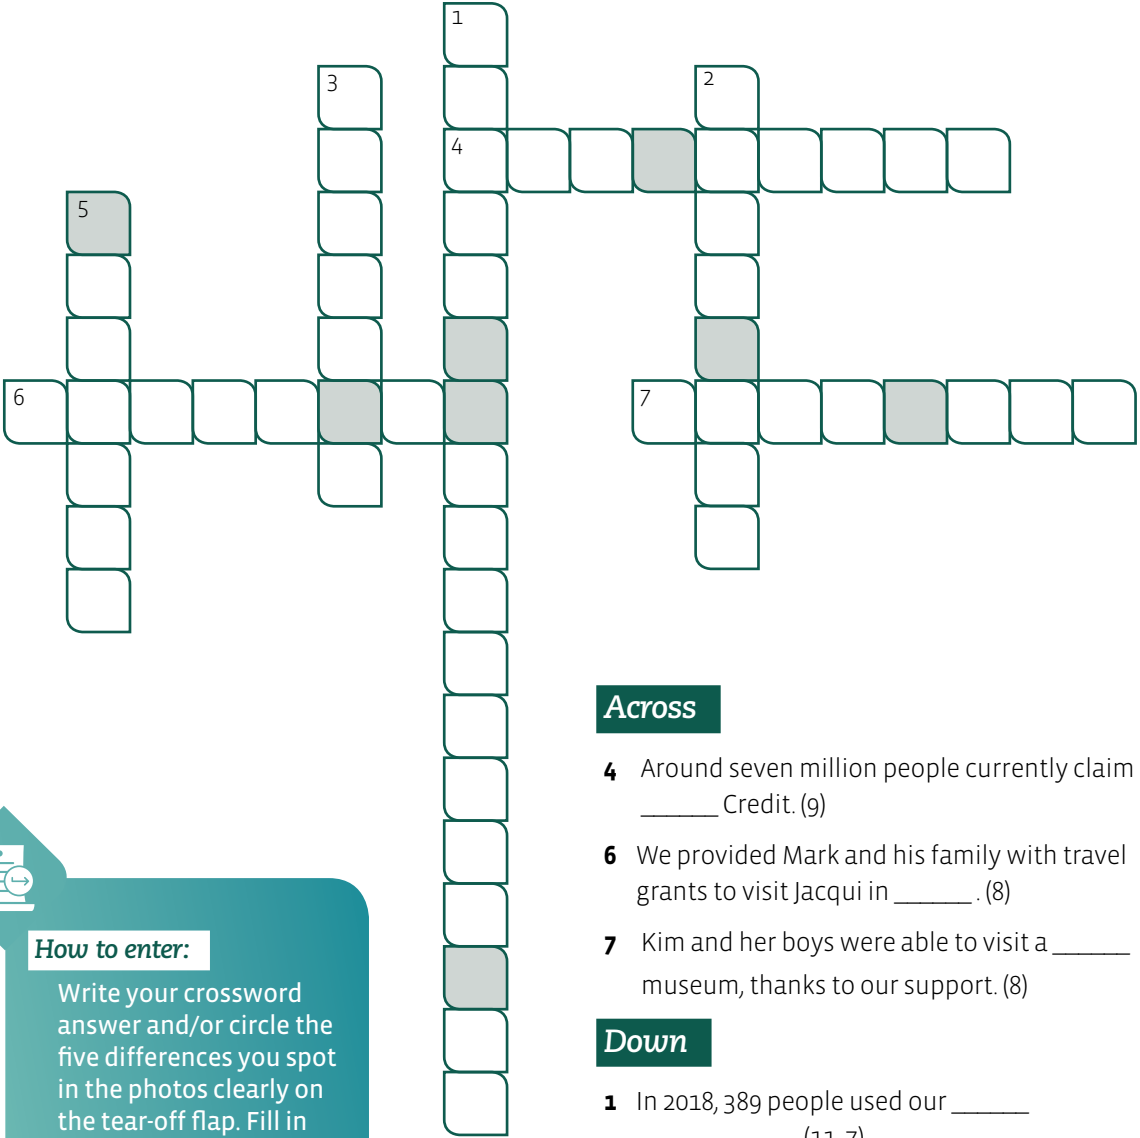 1
3
2
4
5
6
7
Across
4 Around seven million people currently claim
______ Credit. (9)
6 We provided Mark and his family with travel
grants to visit Jacqui in ______ . (8)
7 Kim and her boys were able to visit a ______
museum, thanks to our support. (8)
Down
1 In 2018, 389 people used our ______
(11, 7)
How to enter:
Write your crossword
answer and/or circle the
five differences you spot
in the photos clearly on
the tear-off flap. Fill in